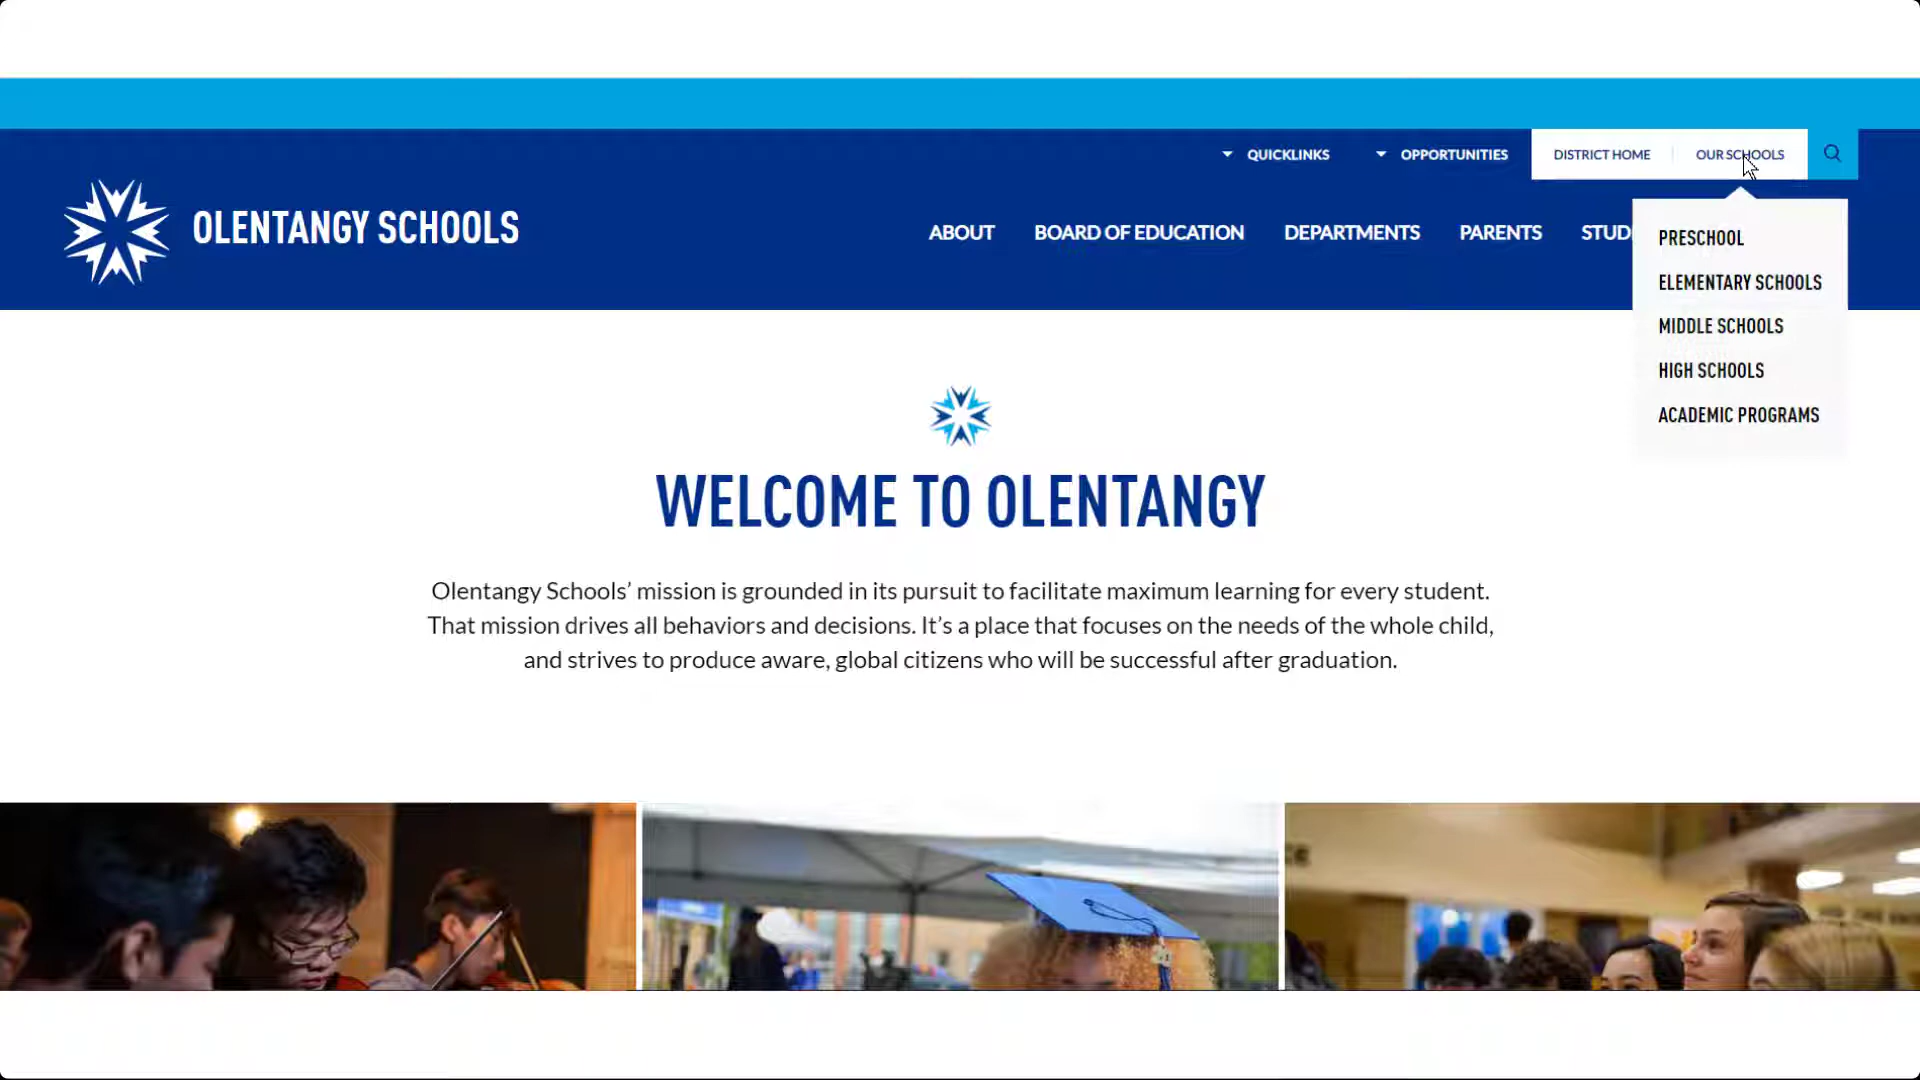 QUICKLINKS
OPPORTUNITIES
DISTRICT HOME
OUR SCHOOLS
OLENTANGY SCHOOLS
ABOUT
BOARD OF EDUCATION
DEPARTMENTS
PARENTS
STUD
PRESCHOOL
ELEMENTARY SCHOOLS
MIDDLE SCHOOLS
HIGH SCHOOLS
ACADEMIC PROGRAMS
WELCOME TO OLENTANGY
Olentangy Schools’ mission is grounded in its pursuit to facilitate maximum learning for every student.
That mission drives all behaviors and decisions. It’s a place that focuses on the needs of the whole child,
and strives to produce aware, global citizens who will be successful after graduation.